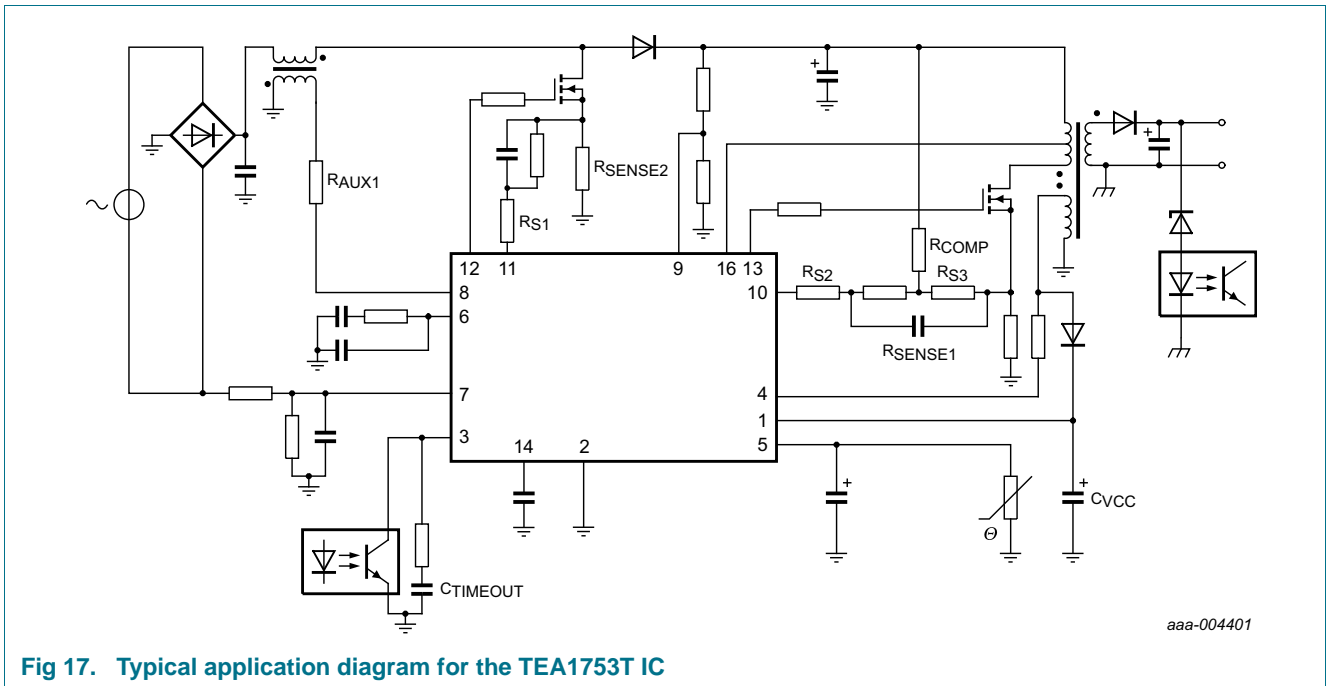 RAUX1
RSENSE2
RS1
RCOMP
RS2
RS3
RSENSE1
12
11
9
16
13
8
10
6
7
4
3
1
14
2
5
CVCC
Θ
CTIMEOUT
aaa-004401
Fig 17. Typical application diagram for the TEA1753T IC